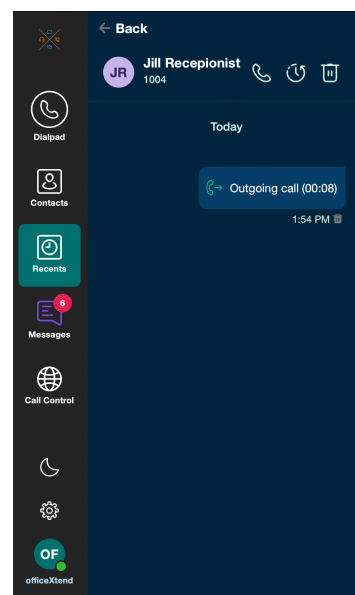 Back
JR
Jill Recepionist
1004
Today
Outgoing call (00:08)
1:54 PM
Dialpad
Contacts
Recents
6
Messages
Call Control
OF
officeXtend